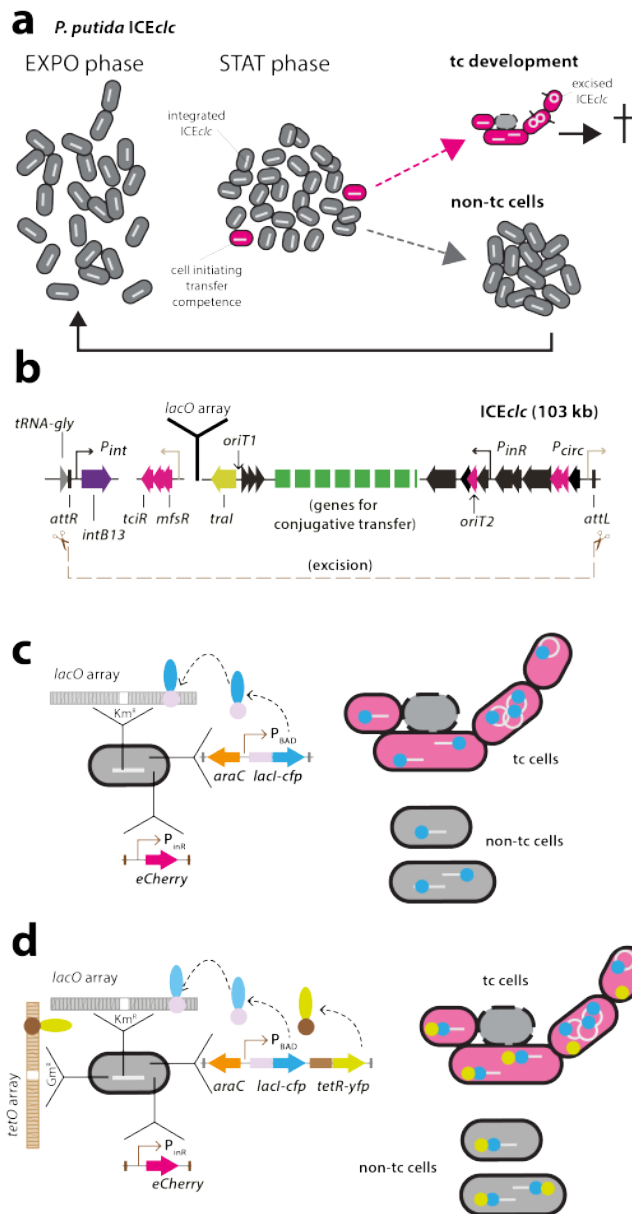 a
P. putida ICEclc
EXPO phase
STAT phase
tc development
integrated
ICEclc
excised
ICEclc
non-tc cells
cell initiating
transfer
competence
b
lacO array
ICEclc (103 kb)
tRNA-gly
Pint
oriT1
PinR
Pcirc
attR
intB13
tciR
mfsR
traI
(genes for
conjugative transfer)
oriT2
attL
(excision)
c
lacO array
KmR
PBAD
araC
lacI-cfp
PinR
eCherry
tc cells
non-tc cells
d
lacO array
KmR
tetO array
GmR
PBAD
araC
lacI-cfp
tetR-yfp
PinR
eCherry
tc cells
non-tc cells